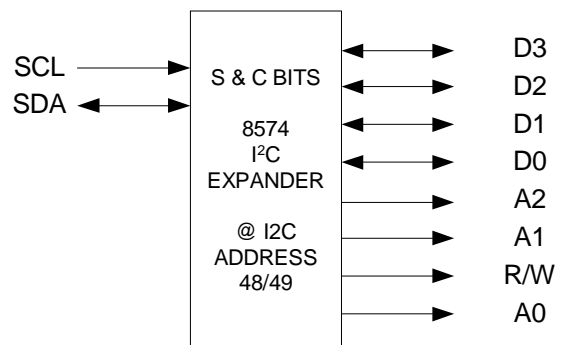 SCL
SDA
S & C BITS
8574
I²C
EXPANDER
@ I2C
ADDRESS
48/49
D3
D2
D1
D0
A2
A1
R/W
A0